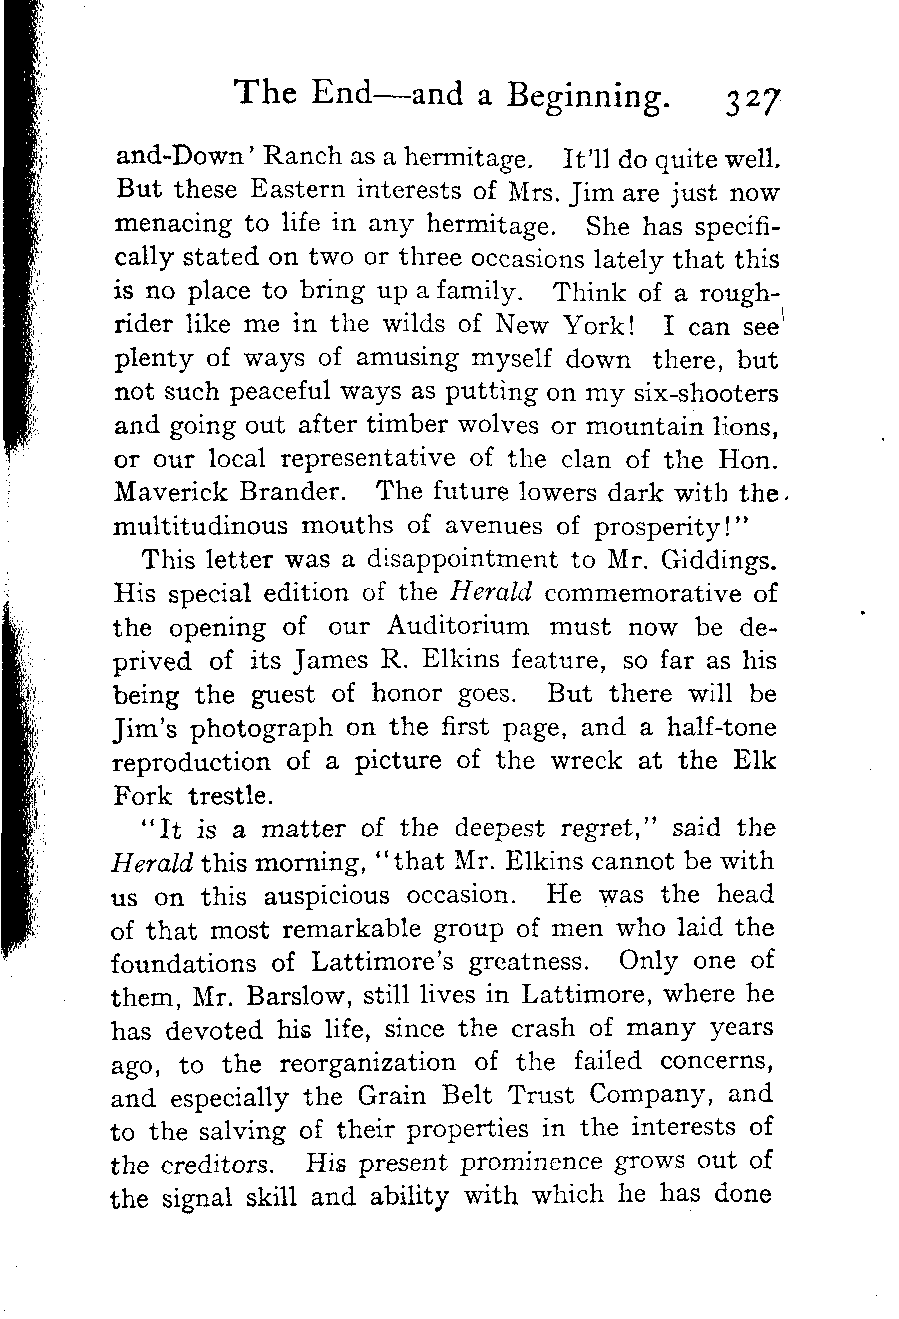 The End—and a Beginning. 327
and-Down' Ranch as a hermitage. It'll do quite well.
But these Eastern interests of Mrs. Jim are just now
menacing to life in any hermitage. She has specifi-
cally stated on two or three occasions lately that this
is no place to bring up a family. Think of a rough-
rider like me in the wilds of New York! I can see
plenty of ways of amusing myself down there, but
not such peaceful ways as putting on my six-shooters
and going out after timber wolves or mountain lions,
or our local representative of the clan of the Hon.
Maverick Brander. The future lowers dark with the
multitudinous mouths of avenues of prosperity!"
This letter was a disappointment to Mr. Giddings.
His special edition of the Herald commemorative of
the opening of our Auditorium must now be de-
prived of its James R. Elkins feature, so far as his
being the guest of honor goes. But there will be
Jim's photograph on the first page, and a half-tone
reproduction of a picture of the wreck at the Elk
Fork trestle.
"It is a matter of the deepest regret," said the
Herald this morning, "that Mr. Elkins cannot be with
us on this auspicious occasion. He was the head
of that most remarkable group of men who laid the
foundations of Lattimore's greatness. Only one of
them, Mr. Barslow, still lives in Lattimore, where he
has devoted his life, since the crash of many years
ago, to the reorganization of the failed concerns,
and especially the Grain Belt Trust Company, and
to the salving of their properties in the interests of
the creditors. His present prominence grows out of
the signal skill and ability with which he has done